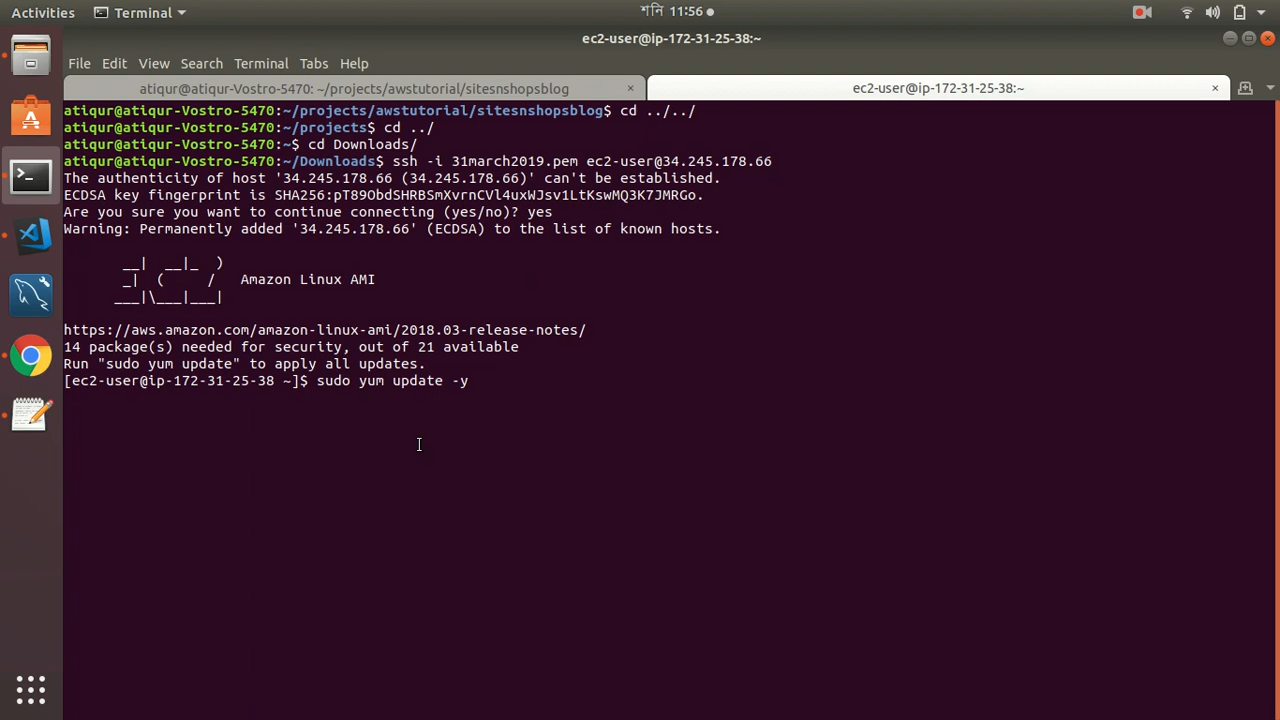 Activities Terminal শনি 11:56
ec2-user@ip-172-31-25-38:~
File Edit View Search Terminal Tabs Help
atiqur@atiqur-Vostro-5470: ~/projects/awstutorial/sitesnshopsblog × ec2-user@ip-172-31-25-38:~ ×
atiqur@atiqur-Vostro-5470:~/projects/awstutorial/sitesnshopsblog$ cd ../../
atiqur@atiqur-Vostro-5470:~/projects$ cd ../
atiqur@atiqur-Vostro-5470:~$ cd Downloads/
atiqur@atiqur-Vostro-5470:~/Downloads$ ssh -i 31march2019.pem ec2-user@34.245.178.66
The authenticity of host '34.245.178.66 (34.245.178.66)' can't be established.
ECDSA key fingerprint is SHA256:pT89ObdSHRBSmXvrnCVl4uxWJsv1LtKswMQ3K7JMRGo.
Are you sure you want to continue connecting (yes/no)? yes
Warning: Permanently added '34.245.178.66' (ECDSA) to the list of known hosts.
__| __|_ )
_| ( / Amazon Linux AMI
___|\___|___|
https://aws.amazon.com/amazon-linux-ami/2018.03-release-notes/
14 package(s) needed for security, out of 21 available
Run "sudo yum update" to apply all updates.
[ec2-user@ip-172-31-25-38 ~]$ sudo yum update -y